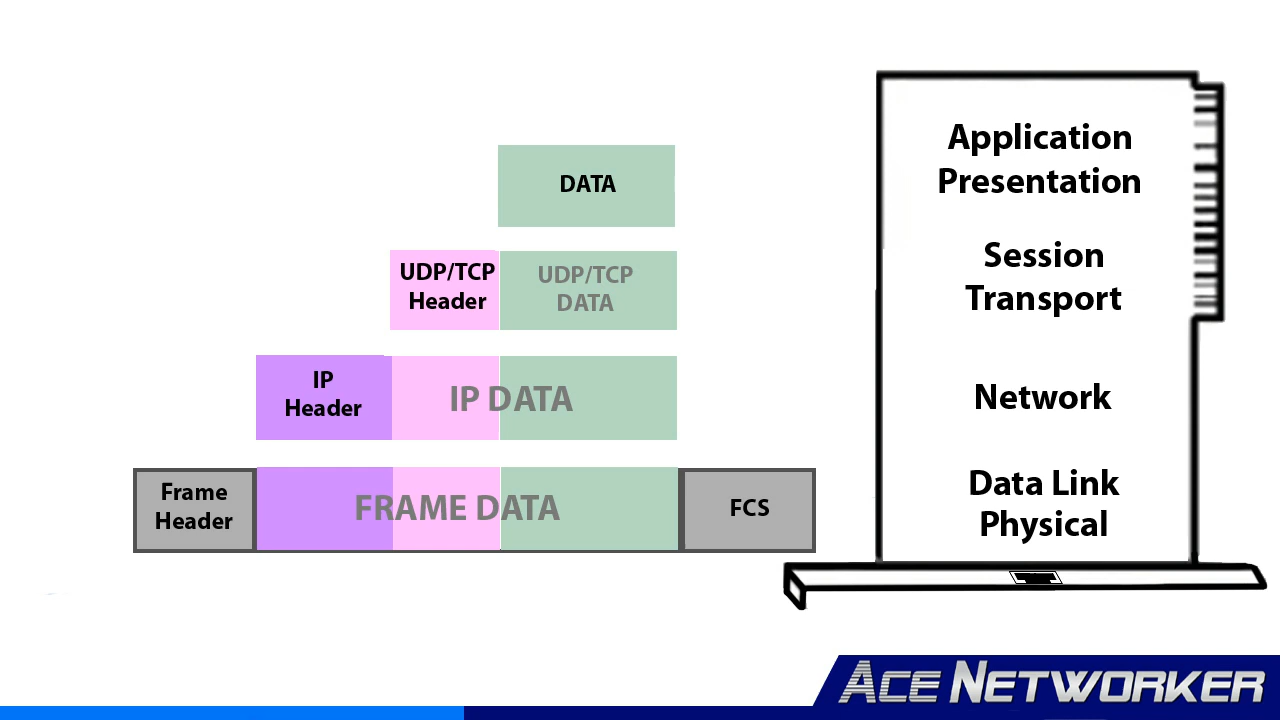 DATA
UDP/TCP
Header
UDP/TCP
DATA
IP
Header
IP DATA
Frame
Header
FRAME DATA
FCS
Application
Presentation
Session
Transport
Network
Data Link
Physical
ACE NETWORKER